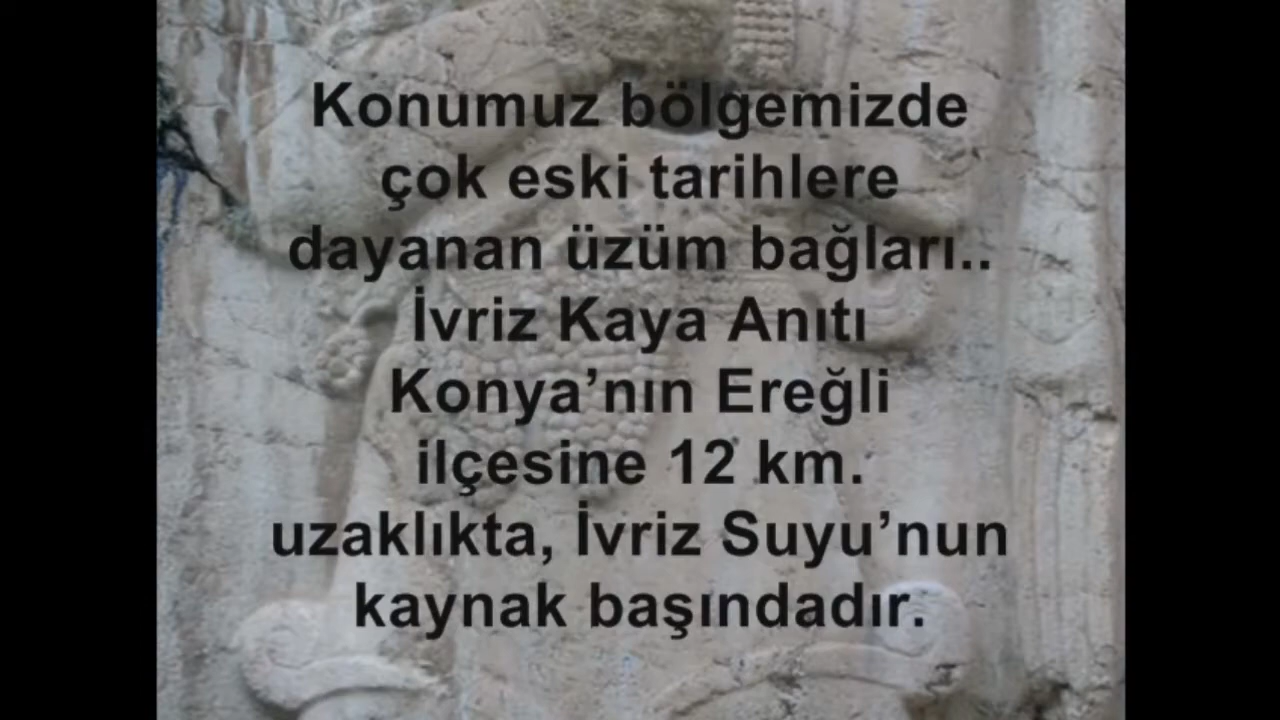 Konumuz bölgemizde
çok eski tarihlere
dayanan üzüm bağları..
İvriz Kaya Anıtı
Konya’nın Ereğli
ilçesine 12 km.
uzaklıkta, İvriz Suyu’nun
kaynak başındadır.